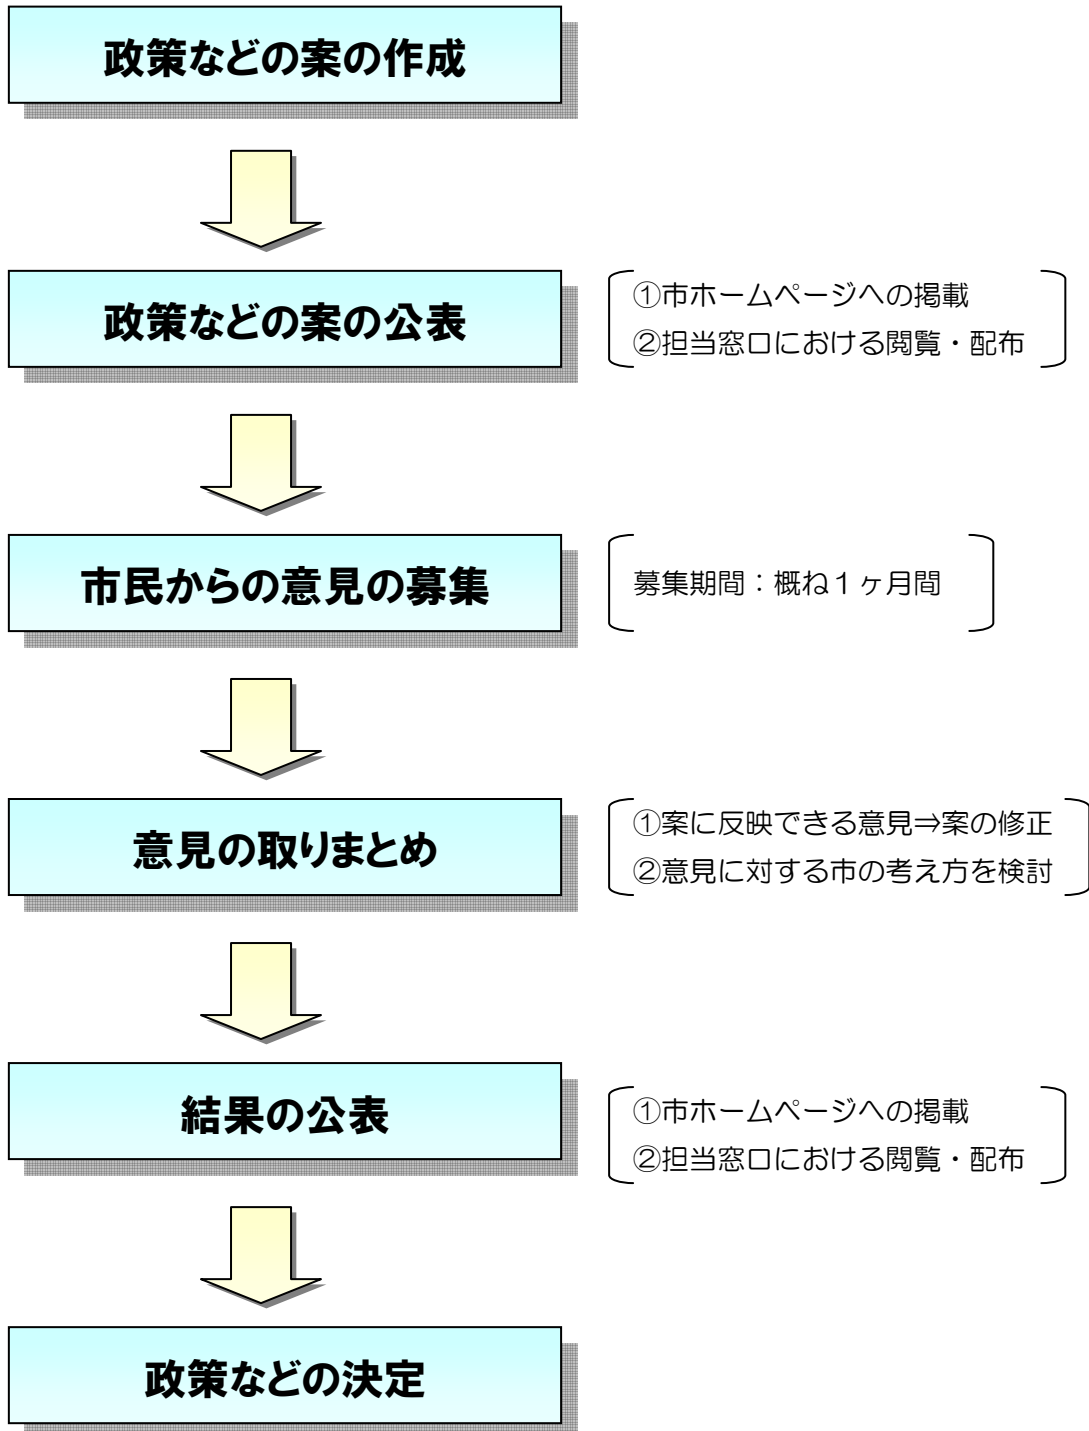 政策などの案の作成
政策などの案の公表
①市ホームページへの掲載
②担当窓口における閲覧・配布
市民からの意見の募集
募集期間：概ね１ヶ月間
意見の取りまとめ
①案に反映できる意見⇒案の修正
②意見に対する市の考え方を検討
結果の公表
①市ホームページへの掲載
②担当窓口における閲覧・配布
政策などの決定